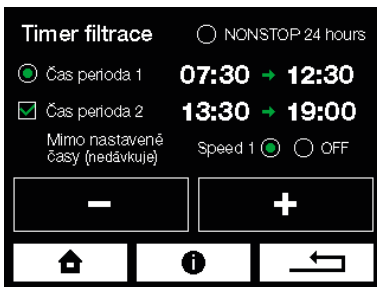 Timer filtrace NONSTOP 24 hours
Čas perioda 1 07:30 → 12:30
Čas perioda 2 13:30 → 19:00
Mimo nastavené
časy (nedávkuje) Speed 1 OFF